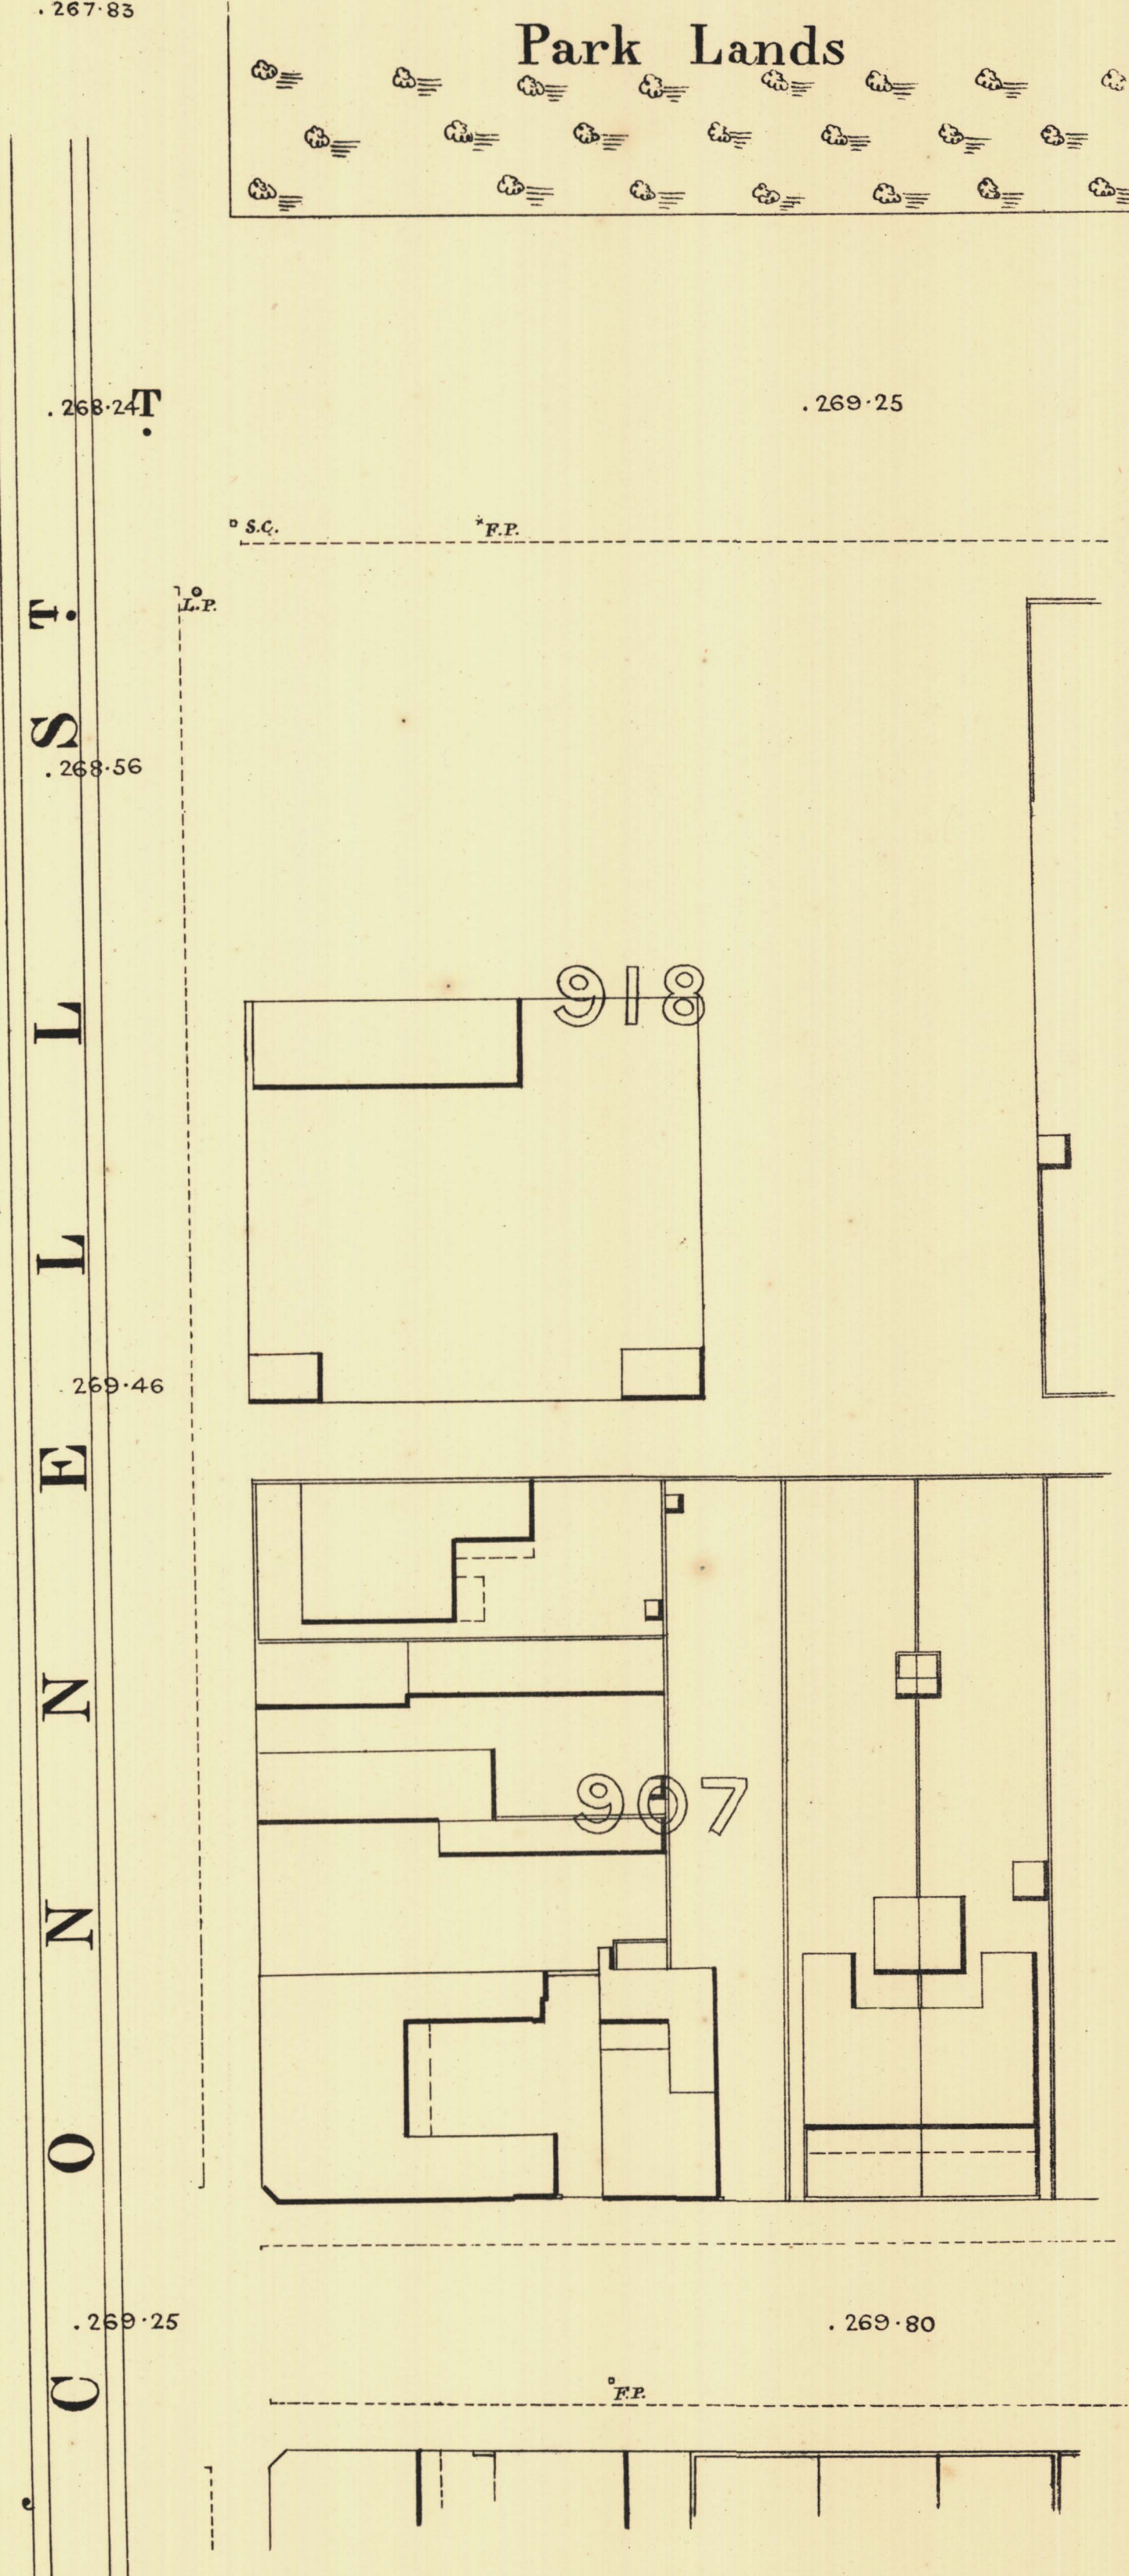 .267·83
Park Lands
.268·24
T.
.269·25
S.C.
F.P.
L.P.
CONNELL ST.
.268·56
918
.269·46
907
.269·25
.269·80
F.P.